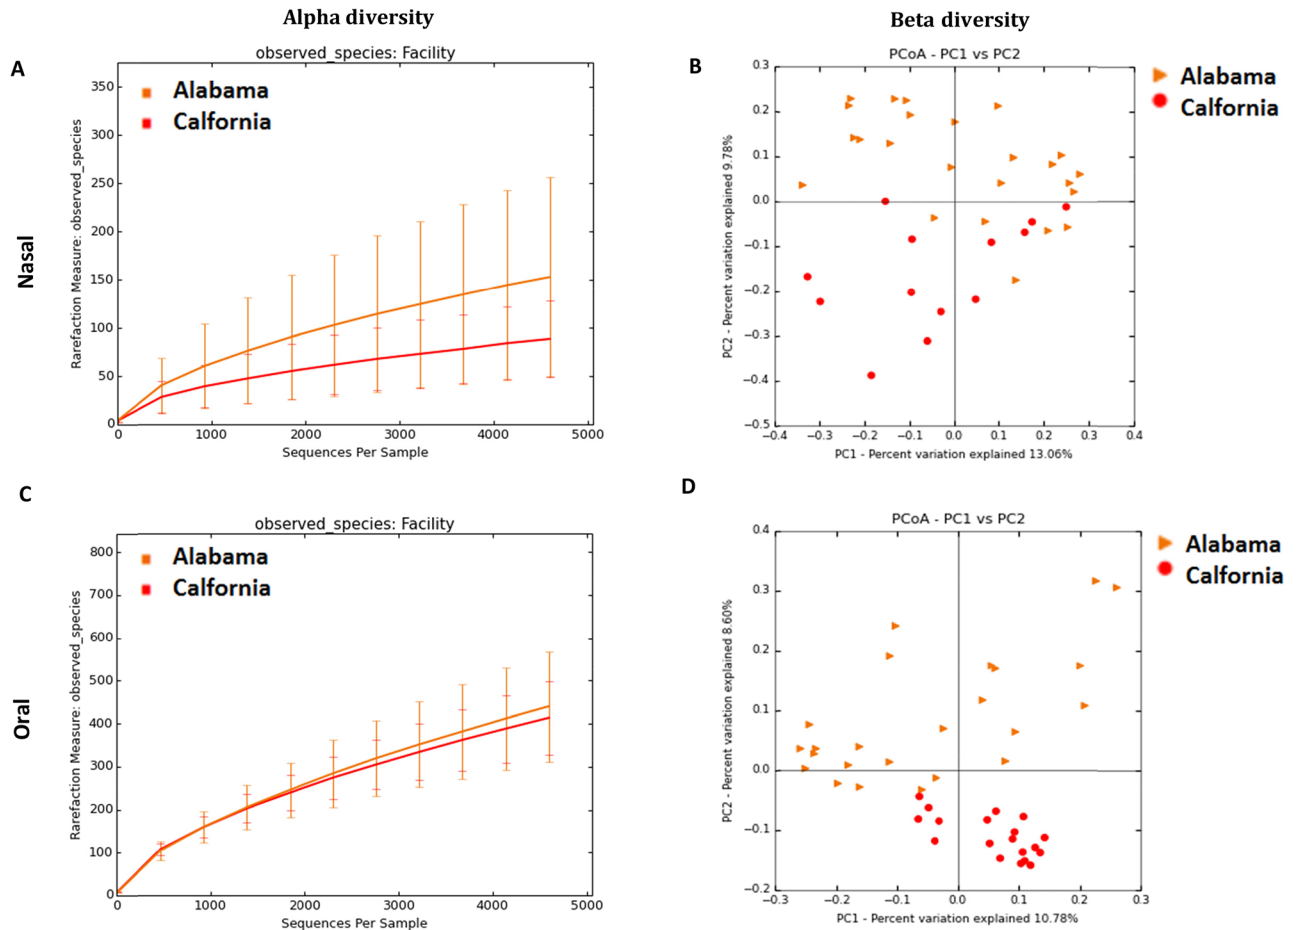 Alpha diversity
Beta diversity
A
observed_species: Facility
Nasal
Rarefaction Measure: observed_species
350
300
250
200
150
100
50
0
Alabama
Calfornia
0 1000 2000 3000 4000 5000
Sequences Per Sample
B
PCoA - PC1 vs PC2
PC2 - Percent variation explained 9.78%
0.3
0.2
0.1
0.0
−0.1
−0.2
−0.3
−0.4
−0.5
−0.4 −0.3 −0.2 −0.1 0.0 0.1 0.2 0.3 0.4
PC1 - Percent variation explained 13.06%
Alabama
Calfornia
C
observed_species: Facility
Oral
Rarefaction Measure: observed_species
800
700
600
500
400
300
200
100
0
Alabama
Calfornia
0 1000 2000 3000 4000 5000
Sequences Per Sample
D
PCoA - PC1 vs PC2
PC2 - Percent variation explained 8.60%
0.4
0.3
0.2
0.1
0.0
−0.1
−0.2
−0.3 −0.2 −0.1 0.0 0.1 0.2 0.3
PC1 - Percent variation explained 10.78%
Alabama
Calfornia